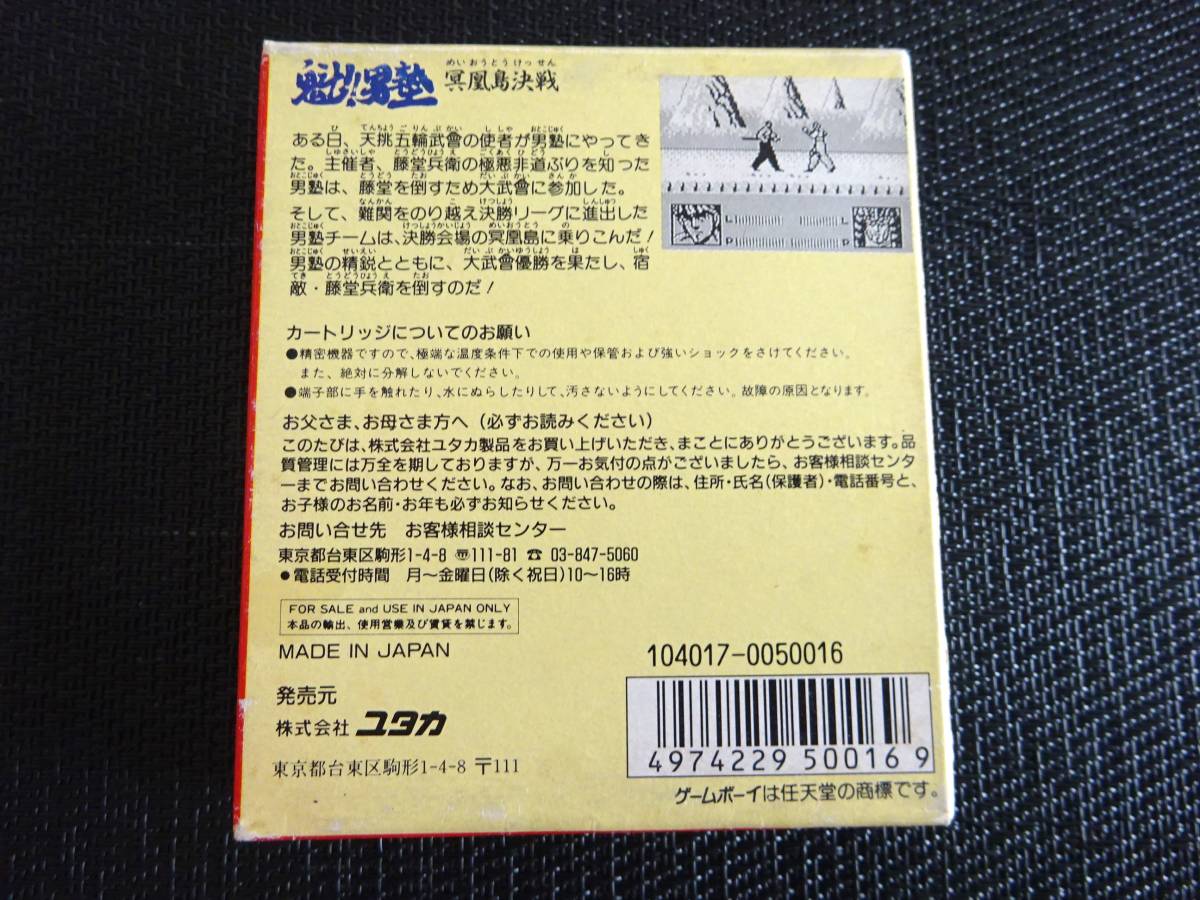 魁!!男塾 冥凰島決戦
めいおうとうけっせん
ある日、天挑五輪武會の使者が男塾にやってき
た。主催者、藤堂兵衛の極悪非道ぶりを知った
男塾は、藤堂を倒すため大武會に参加した。
そして、難関をのり越え決勝リーグに進出した
男塾チームは、決勝会場の冥凰島に乗りこんだ!
男塾の精鋭とともに、大武會優勝を果たし、宿
敵・藤堂兵衛を倒すのだ!
カートリッジについてのお願い
●精密機器ですので、極端な温度条件下での使用や保管および強いショックをさけてください。
また、絶対に分解しないでください。
●端子部に手を触れたり、水にぬらしたりして、汚さないようにしてください。故障の原因となります。
お父さま、お母さま方へ(必ずお読みください)
このたびは、株式会社ユタカ製品をお買い上げいただき、まことにありがとうございます。品
質管理には万全を期しておりますが、万一お気付の点がございましたら、お客様相談センタ
ーまでお問い合わせください。なお、お問い合わせの際は、住所・氏名(保護者)・電話番号と、
お子様のお名前・お年も必ずお知らせください。
お問い合せ先 お客様相談センター
東京都台東区駒形1-4-8 〠111-81 ☎ 03-847-5060
●電話受付時間 月〜金曜日(除く祝日)10〜16時
FOR SALE and USE IN JAPAN ONLY
本品の輸出、使用営業及び賃貸を禁じます。
MADE IN JAPAN
104017-0050016
発売元
株式会社 ユタカ
東京都台東区駒形1-4-8 〒111
4974229500169
ゲームボーイは任天堂の商標です。